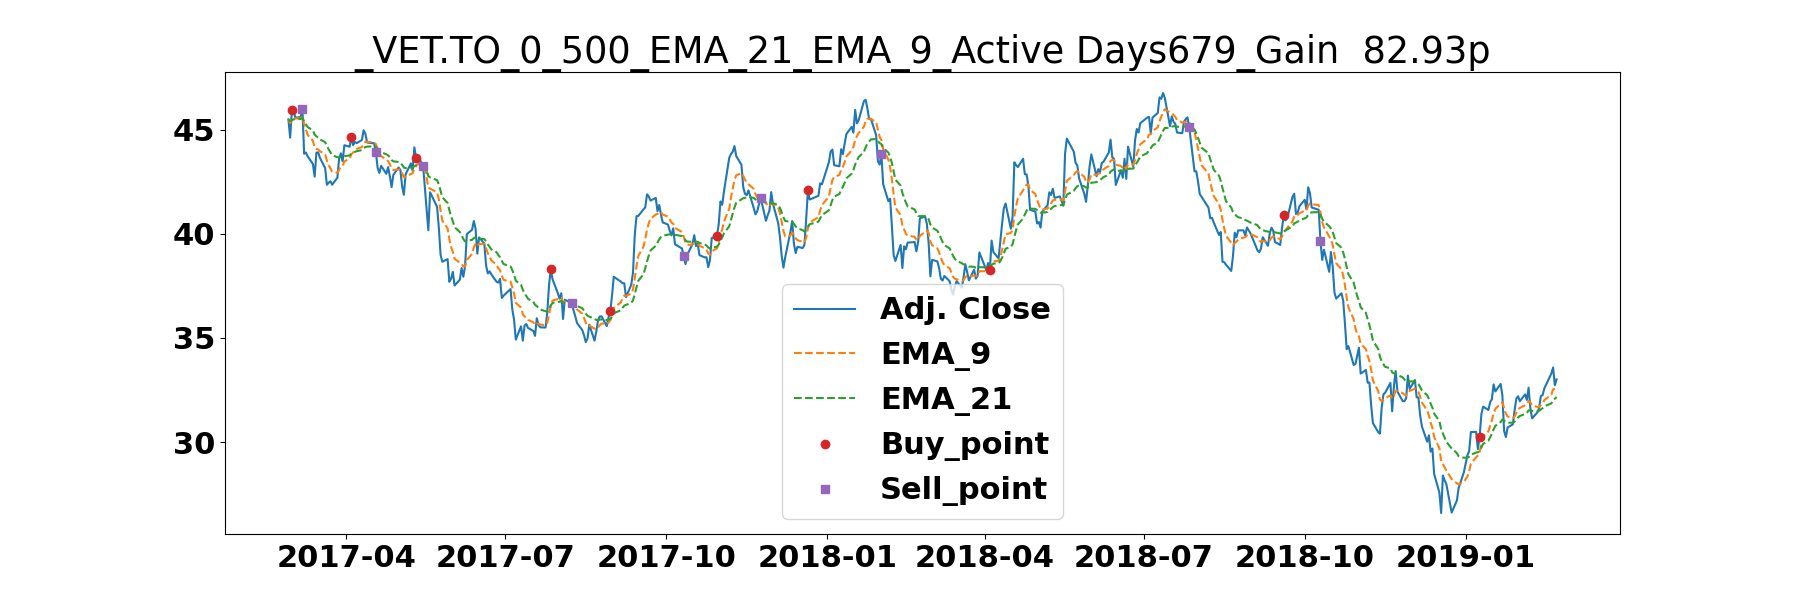 _VET.TO_0_500_EMA_21_EMA_9_Active Days679_Gain  82.93p
45
40
35
30
Adj. Close
EMA_9
EMA_21
Buy_point
Sell_point
2017-04 2017-07 2017-10 2018-01 2018-04 2018-07 2018-10 2019-01